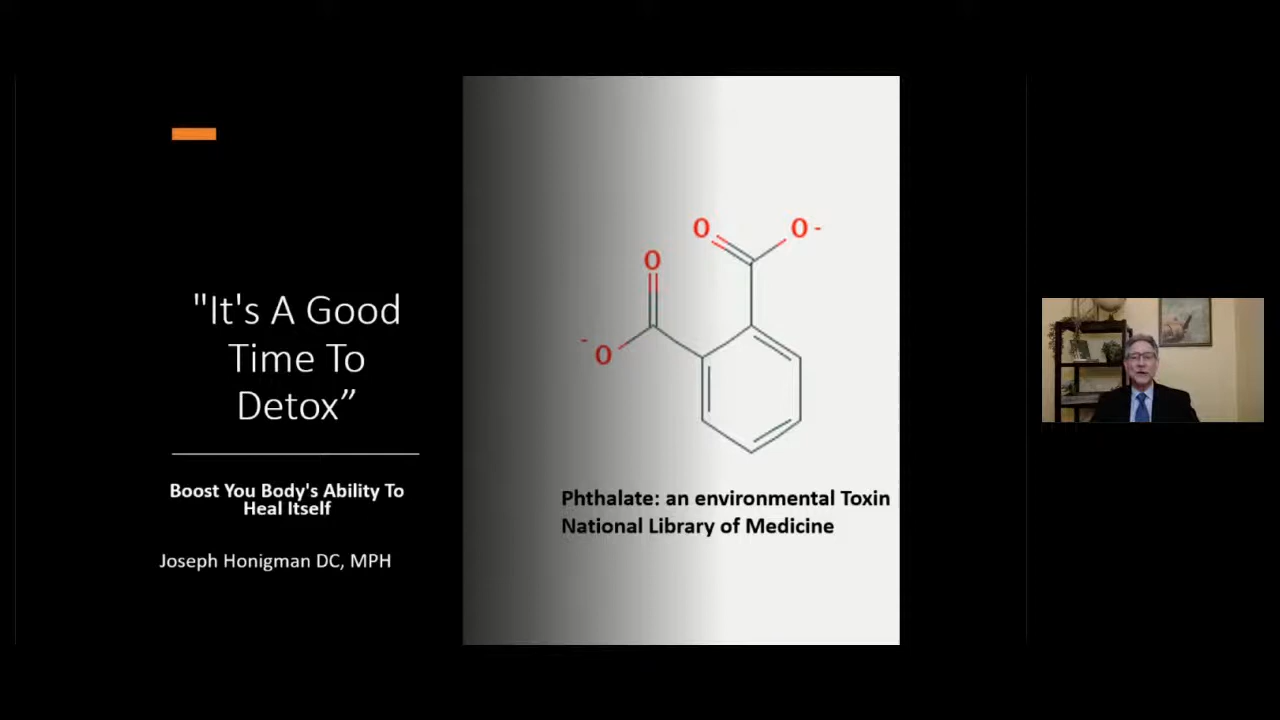 "It's A Good
Time To
Detox”
Boost You Body's Ability To
Heal Itself
Joseph Honigman DC, MPH
O
O -
O
- O
Phthalate: an environmental Toxin
National Library of Medicine